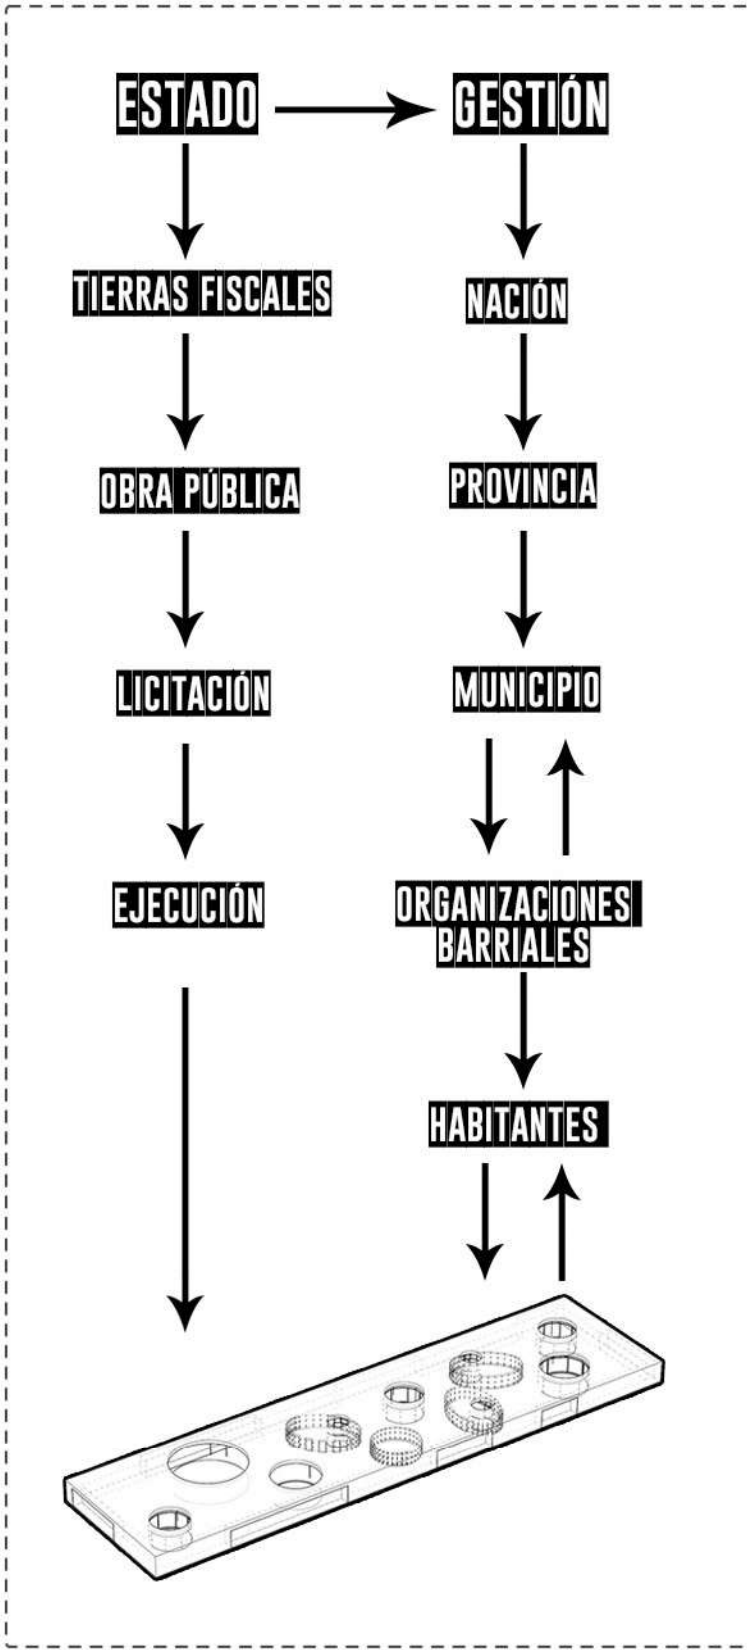 ESTADO
GESTIÓN
TIERRAS FISCALES
NACIÓN
OBRA PÚBLICA
PROVINCIA
LICITACIÓN
MUNICIPIO
EJECUCIÓN
ORGANIZACIONES
BARRIALES
HABITANTES